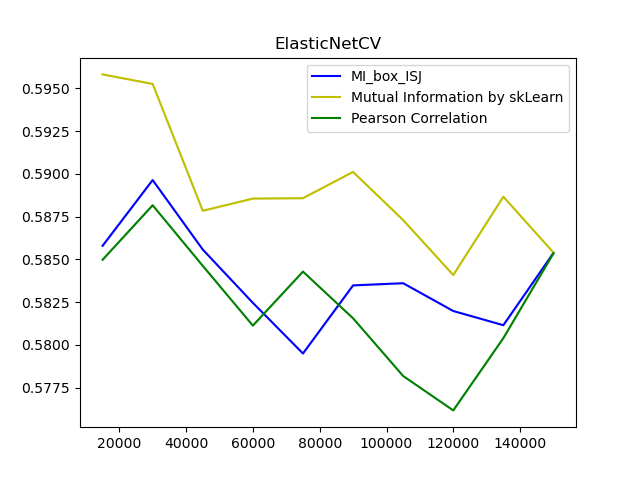 ElasticNetCV
MI_box_ISJ
Mutual Information by skLearn
Pearson Correlation
0.5950
0.5925
0.5900
0.5875
0.5850
0.5825
0.5800
0.5775
20000 40000 60000 80000 100000 120000 140000